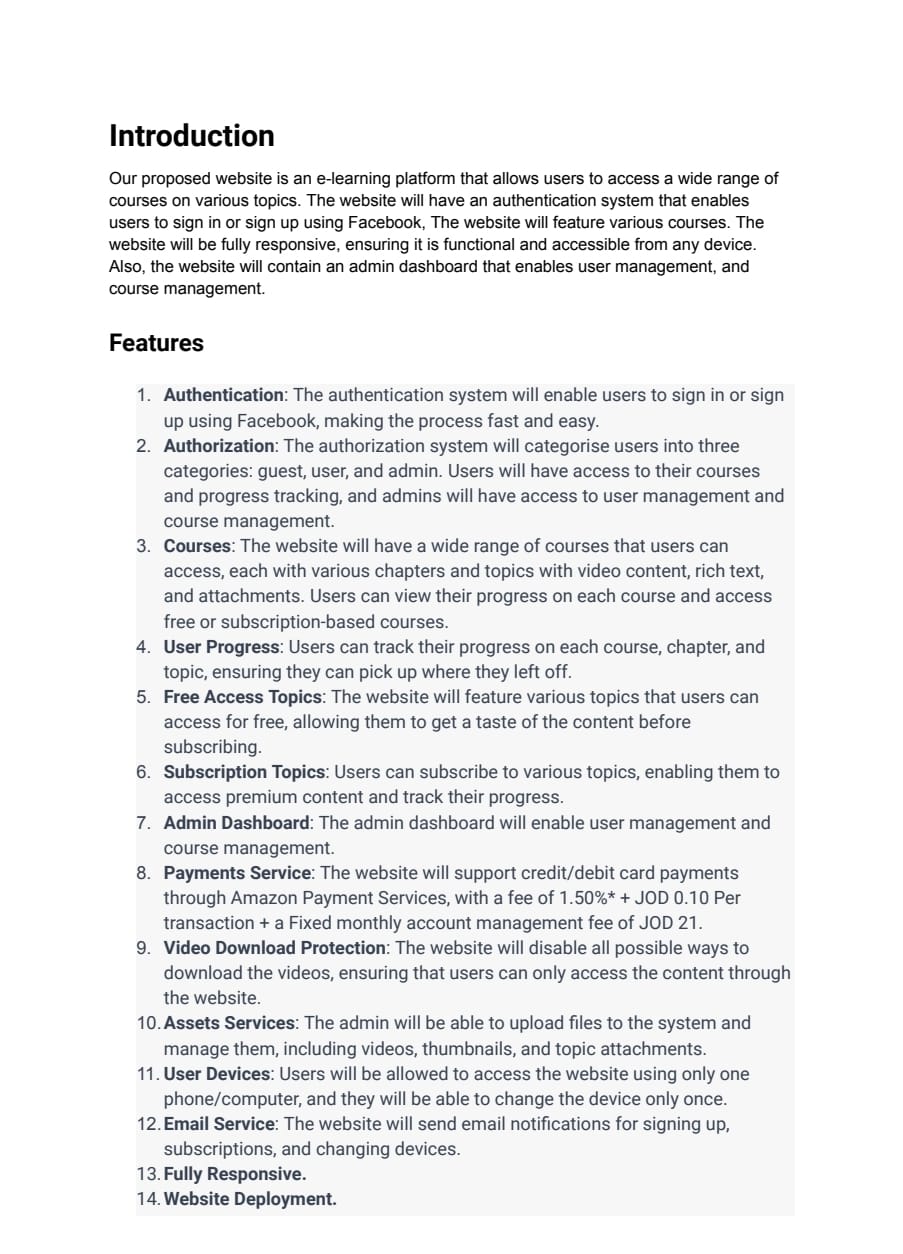 Introduction
Our proposed website is an e-learning platform that allows users to access a wide range of
courses on various topics. The website will have an authentication system that enables
users to sign in or sign up using Facebook, The website will feature various courses. The
website will be fully responsive, ensuring it is functional and accessible from any device.
Also, the website will contain an admin dashboard that enables user management, and
course management.
Features
1. Authentication: The authentication system will enable users to sign in or sign
up using Facebook, making the process fast and easy.
2. Authorization: The authorization system will categorise users into three
categories: guest, user, and admin. Users will have access to their courses
and progress tracking, and admins will have access to user management and
course management.
3. Courses: The website will have a wide range of courses that users can
access, each with various chapters and topics with video content, rich text,
and attachments. Users can view their progress on each course and access
free or subscription-based courses.
4. User Progress: Users can track their progress on each course, chapter, and
topic, ensuring they can pick up where they left off.
5. Free Access Topics: The website will feature various topics that users can
access for free, allowing them to get a taste of the content before
subscribing.
6. Subscription Topics: Users can subscribe to various topics, enabling them to
access premium content and track their progress.
7. Admin Dashboard: The admin dashboard will enable user management and
course management.
8. Payments Service: The website will support credit/debit card payments
through Amazon Payment Services, with a fee of 1.50%* + JOD 0.10 Per
transaction + a Fixed monthly account management fee of JOD 21.
9. Video Download Protection: The website will disable all possible ways to
download the videos, ensuring that users can only access the content through
the website.
10. Assets Services: The admin will be able to upload files to the system and
manage them, including videos, thumbnails, and topic attachments.
11. User Devices: Users will be allowed to access the website using only one
phone/computer, and they will be able to change the device only once.
12. Email Service: The website will send email notifications for signing up,
subscriptions, and changing devices.
13. Fully Responsive.
14. Website Deployment.